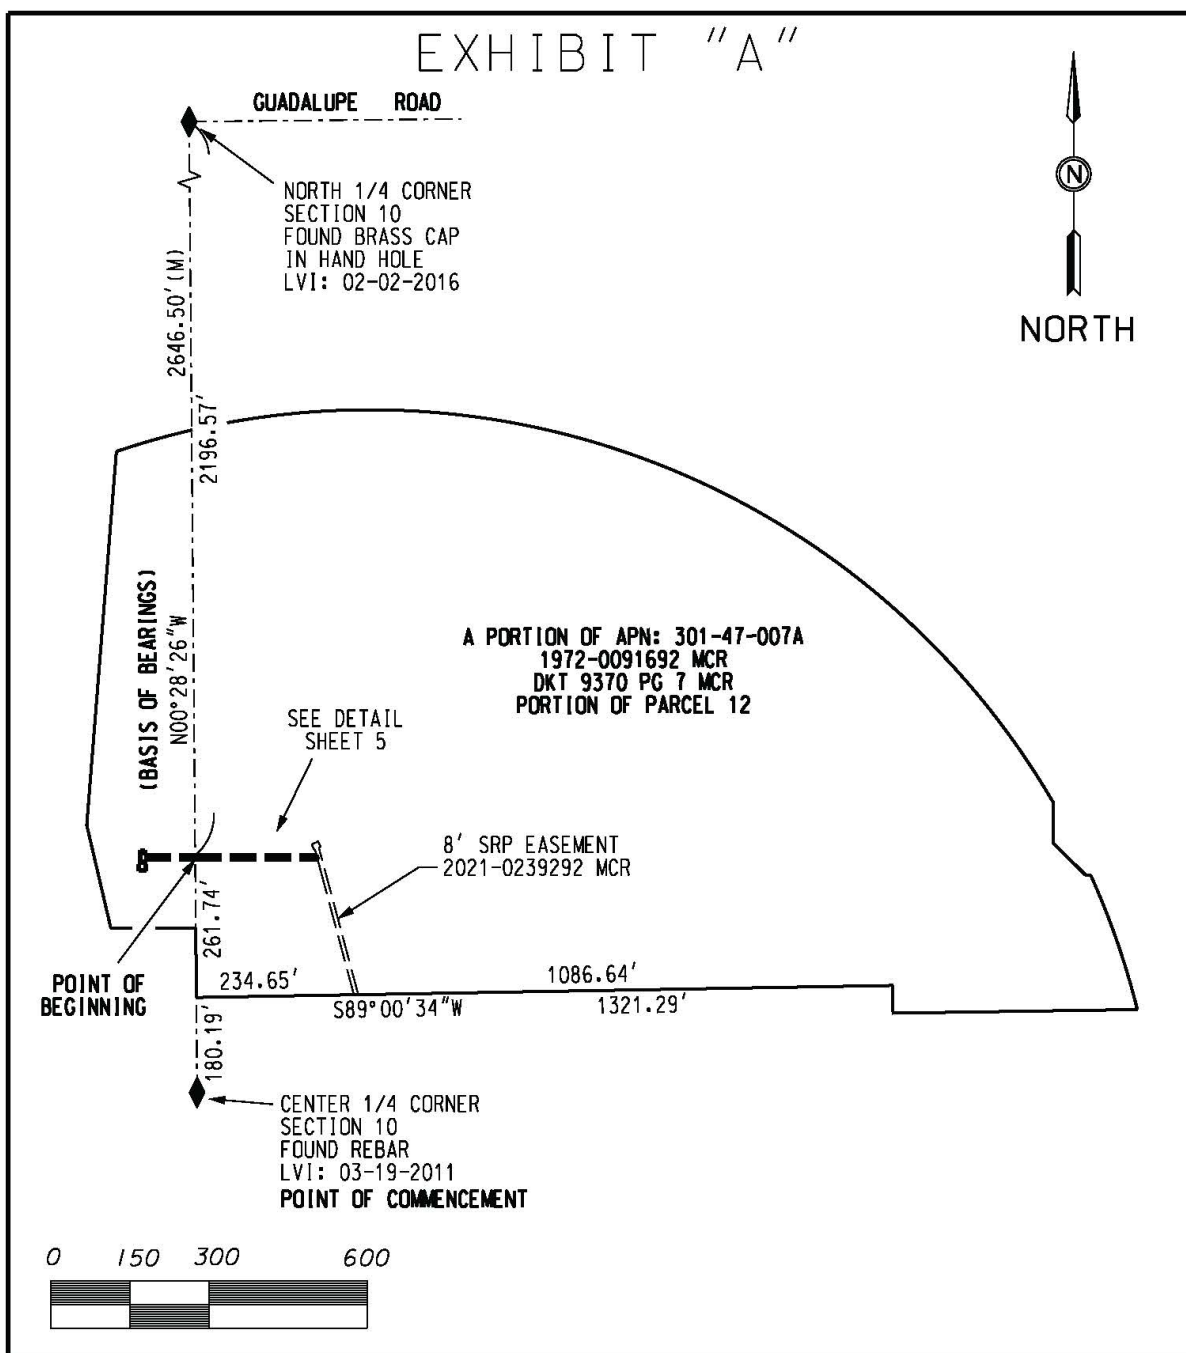 EXHIBIT "A"
GUADALUPE ROAD
NORTH 1/4 CORNER
SECTION 10
FOUND BRASS CAP
IN HAND HOLE
LVI: 02-02-2016
N
NORTH
2646.50'(M)
2196.57'
(BASIS OF BEARINGS)
N00°28'26"W
A PORTION OF APN: 301-47-007A
1972-0091692 MCR
DKT 9370 PG 7 MCR
PORTION OF PARCEL 12
SEE DETAIL
SHEET 5
8' SRP EASEMENT
2021-0239292 MCR
261.74'
POINT OF
BEGINNING
234.65'
1086.64'
S89°00'34"W
1321.29'
180.19'
CENTER 1/4 CORNER
SECTION 10
FOUND REBAR
LVI: 03-19-2011
POINT OF COMMENCEMENT
0 150 300 600